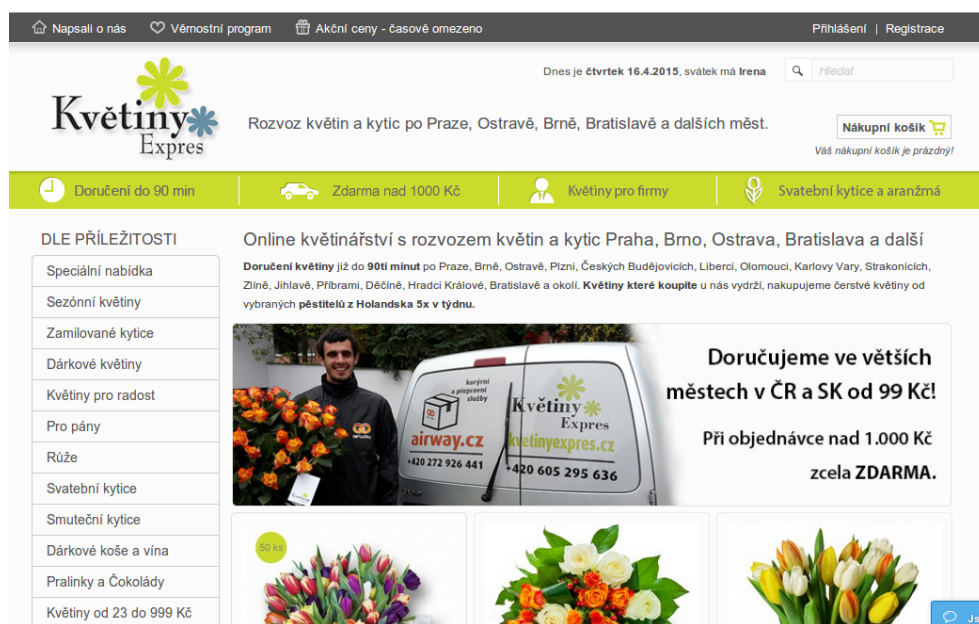 Napsali o nás Věrnostní program Akční ceny - časově omezeno Přihlášení | Registrace
Dnes je čtvrtek 16.4.2015, svátek má Irena Hledat
Květiny
Expres
Rozvoz květin a kytic po Praze, Ostravě, Brně, Bratislavě a dalších měst.
Nákupní košík
Váš nákupní košík je prázdný!
Doručení do 90 min Zdarma nad 1000 Kč Květiny pro firmy Svatební kytice a aranžmá
DLE PŘÍLEŽITOSTI
Speciální nabídka
Sezónní květiny
Zamilované kytice
Dárkové květiny
Květiny pro radost
Pro pány
Růže
Svatební kytice
Smuteční kytice
Dárkové koše a vína
Pralinky a Čokolády
Květiny od 23 do 999 Kč
Online květinářství s rozvozem květin a kytic Praha, Brno, Ostrava, Bratislava a další
Doručení květiny již do 90ti minut po Praze, Brně, Ostravě, Plzni, Českých Budějovicích, Liberci, Olomouci, Karlovy Vary, Strakonicích,
Zlíně, Jihlavě, Příbrami, Děčíně, Hradci Králové, Bratislavě a okolí. Květiny které koupíte u nás vydrží, nakupujeme čerstvé květiny od
vybraných pěstitelů z Holandska 5x v týdnu.
kurýrní
a přepravní
služby
airway.cz
+420 272 926 441
Květiny
Expres
kvetinyexpres.cz
+420 605 295 636
Doručujeme ve větších
městech v ČR a SK od 99 Kč!
Při objednávce nad 1.000 Kč
zcela ZDARMA.
50 ks